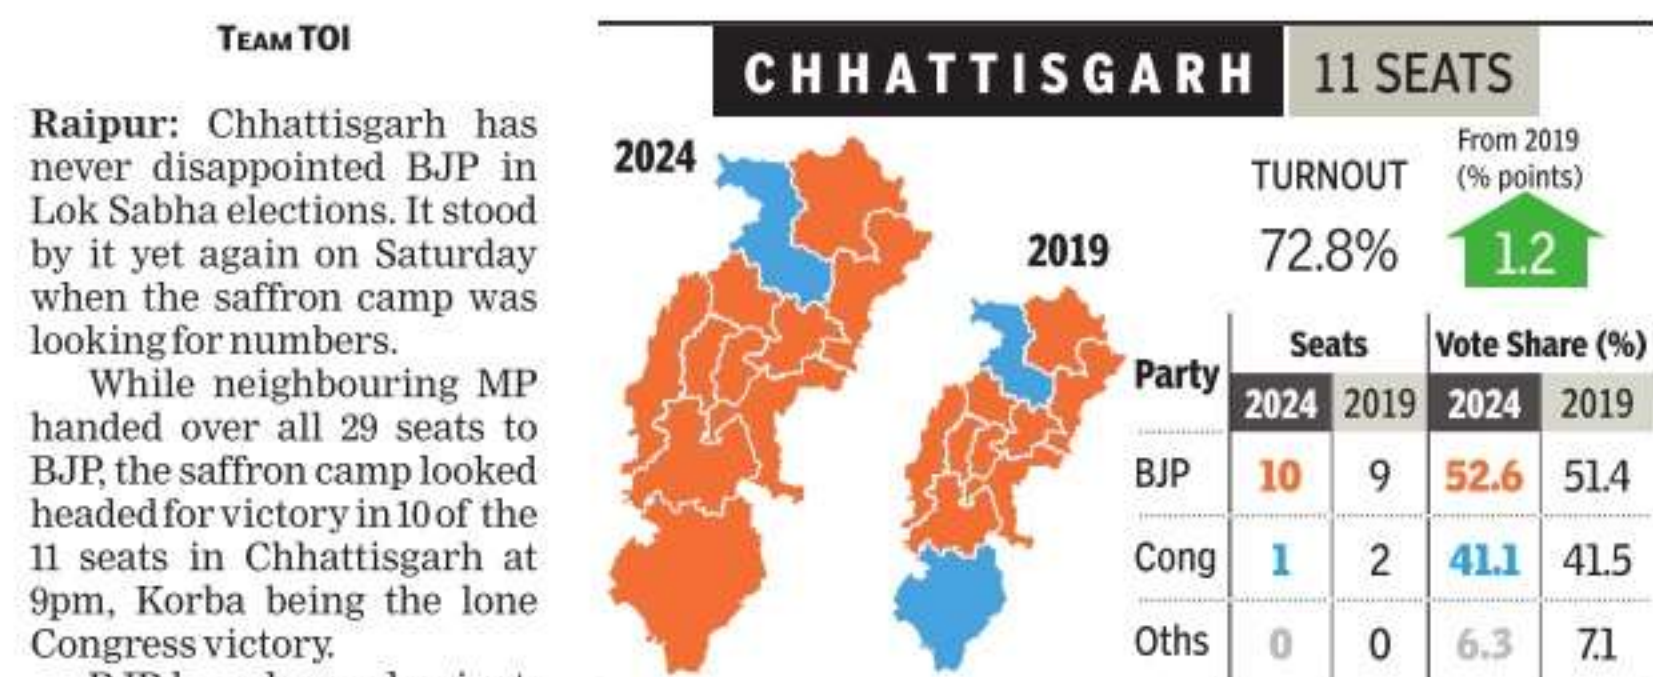 TEAM TOI
Raipur: Chhattisgarh has
never disappointed BJP in
Lok Sabha elections. It stood
by it yet again on Saturday
when the saffron camp was
looking for numbers.
While neighbouring MP
handed over all 29 seats to
BJP, the saffron camp looked
headed for victory in 10 of the
11 seats in Chhattisgarh at
9pm, Korba being the lone
Congress victory.
CHHATTISGARH 11 SEATS
2024
2019
TURNOUT
72.8%
From 2019
(% points)
1.2
Party Seats Vote Share (%)
2024 2019 2024 2019
BJP 10 9 52.6 51.4
Cong 1 2 41.1 41.5
Oths 0 0 6.3 7.1